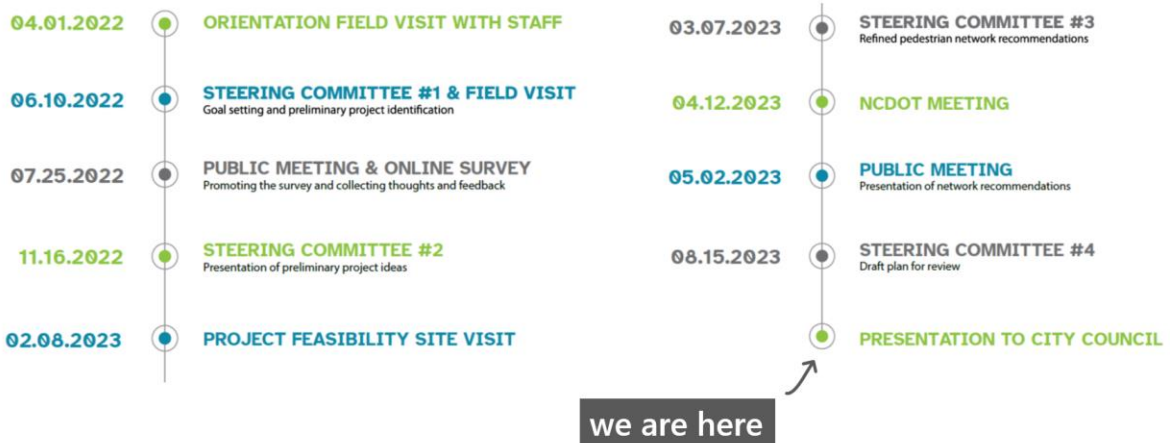 04.01.2022 ORIENTATION FIELD VISIT WITH STAFF
06.10.2022 STEERING COMMITTEE #1 & FIELD VISIT
Goal setting and preliminary project identification
07.25.2022 PUBLIC MEETING & ONLINE SURVEY
Promoting the survey and collecting thoughts and feedback
11.16.2022 STEERING COMMITTEE #2
Presentation of preliminary project ideas
02.08.2023 PROJECT FEASIBILITY SITE VISIT
03.07.2023 STEERING COMMITTEE #3
Refined pedestrian network recommendations
04.12.2023 NCDOT MEETING
05.02.2023 PUBLIC MEETING
Presentation of network recommendations
08.15.2023 STEERING COMMITTEE #4
Draft plan for review
PRESENTATION TO CITY COUNCIL
we are here